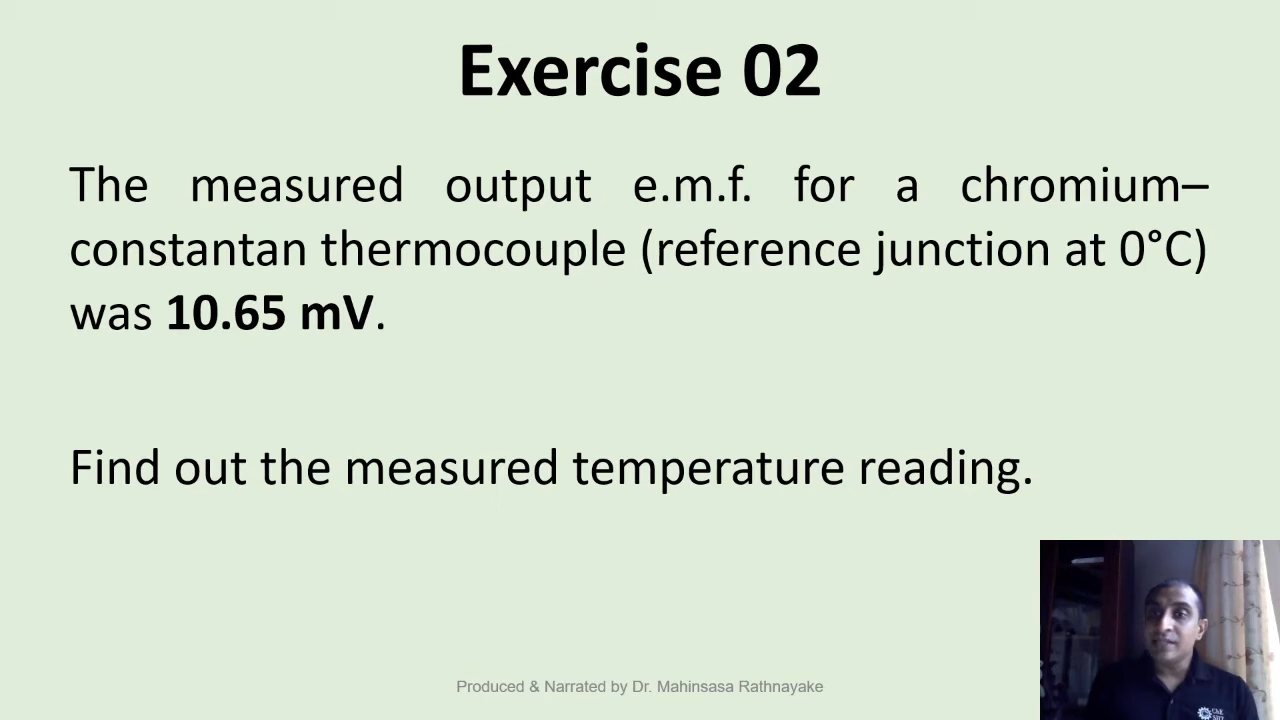 Exercise 02
The measured output e.m.f. for a chromium–
constantan thermocouple (reference junction at 0°C)
was 10.65 mV.
Find out the measured temperature reading.
Produced & Narrated by Dr. Mahinsasa Rathnayake